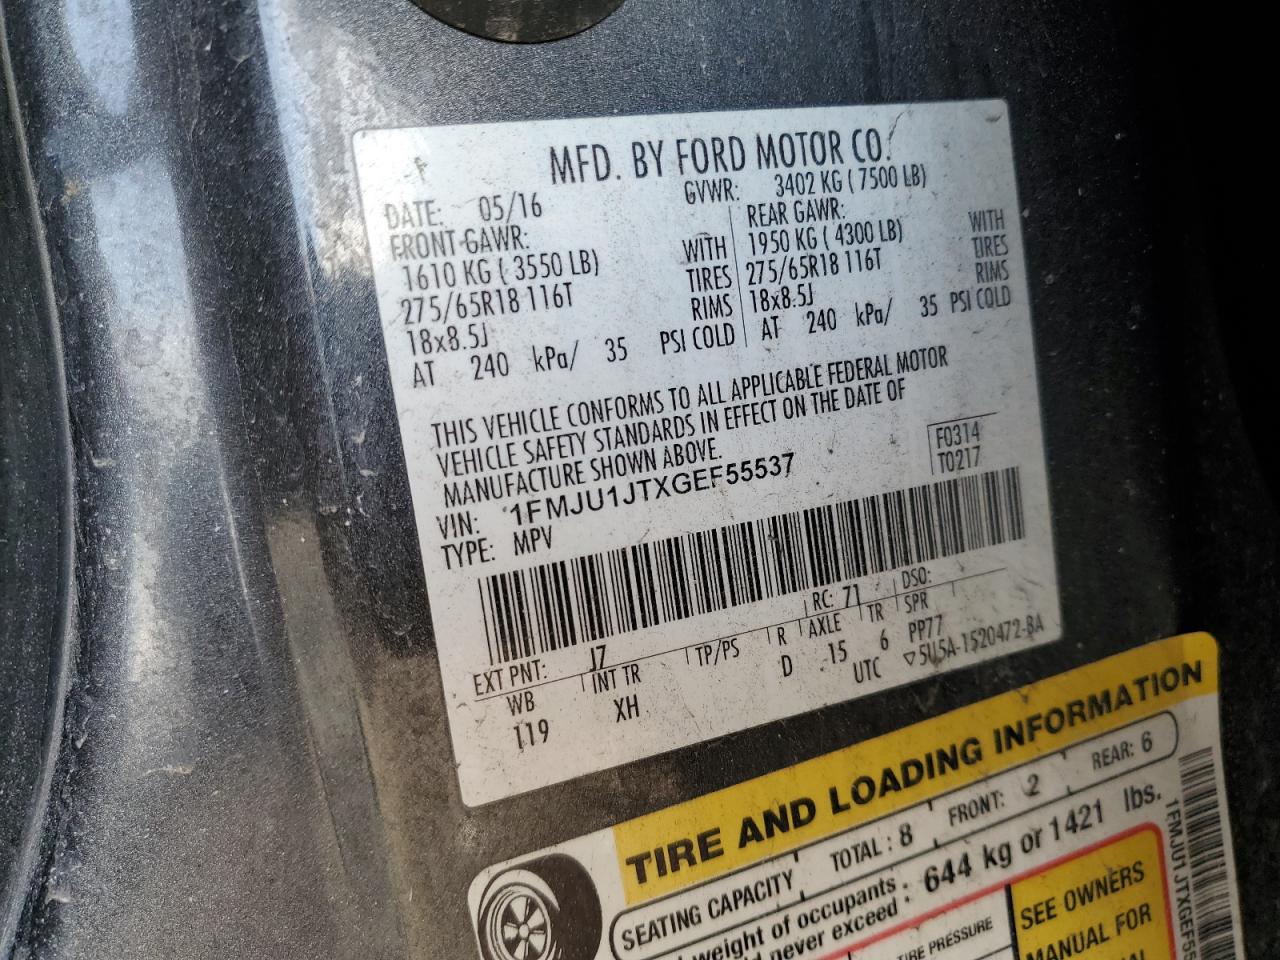 MFD. BY FORD MOTOR CO.
DATE: 05/16 GVWR: 3402 KG ( 7500 LB)
FRONT GAWR: REAR GAWR:
1610 KG ( 3550 LB) WITH 1950 KG ( 4300 LB) WITH
275/65R18 116T TIRES 275/65R18 116T TIRES
18x8.5J RIMS 18x8.5J RIMS
AT 240 kPa/ 35 PSI COLD AT 240 kPa/ 35 PSI COLD
THIS VEHICLE CONFORMS TO ALL APPLICABLE FEDERAL MOTOR
VEHICLE SAFETY STANDARDS IN EFFECT ON THE DATE OF
MANUFACTURE SHOWN ABOVE.
F0314
T0217
VIN: 1FMJU1JTXGEF55537
TYPE: MPV
EXT PNT: J7 RC: 71 DSO:
WB INT TR TP/PS R AXLE TR SPR
119 XH D 15 6 PP77
UTC ▽5U5A-1520472-BA
TIRE AND LOADING INFORMATION
SEATING CAPACITY TOTAL : 8 FRONT: 2 REAR: 6
weight of occupants
never exceed : 644 kg or 1421 lbs.
TIRE PRESSURE
SEE OWNERS
MANUAL FOR
1FMJU1JTXGEF55